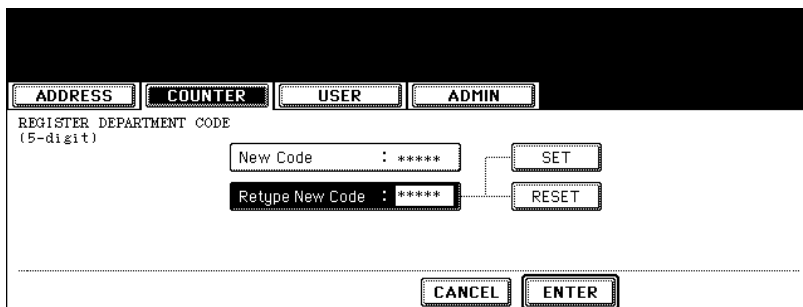 ADDRESS COUNTER USER ADMIN
REGISTER DEPARTMENT CODE
(5-digit)
New Code : ***** SET
Retype New Code : ***** RESET
CANCEL ENTER